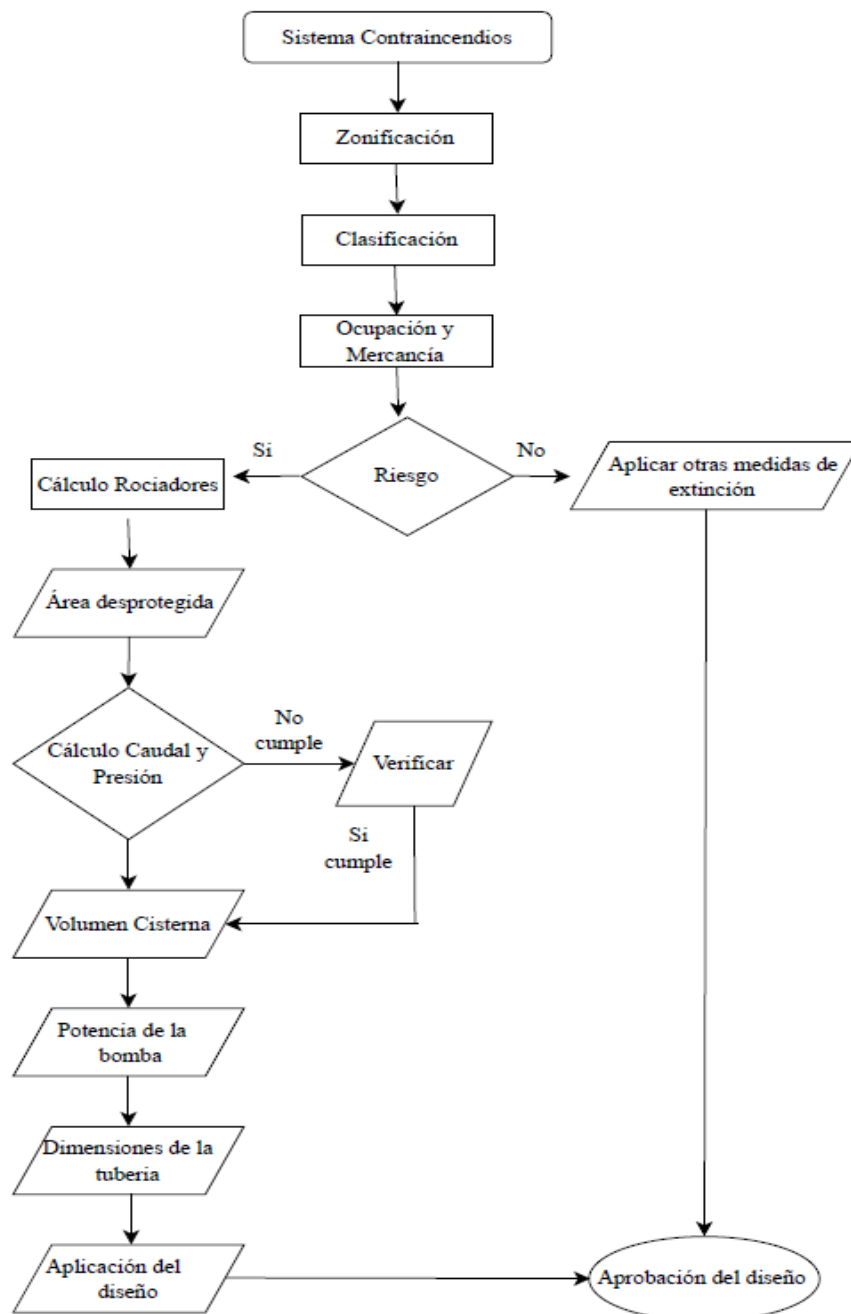 Sistema Contraincendios
Zonificación
Clasificación
Ocupación y
Mercancía
Si
No
Riesgo
Cálculo Rociadores
Aplicar otras medidas de
extinción
Área desprotegida
No
cumple
Cálculo Caudal y
Presión
Verificar
Si
cumple
Volumen Cisterna
Potencia de la
bomba
Dimensiones de la
tuberia
Aplicación del
diseño
Aprobación del diseño